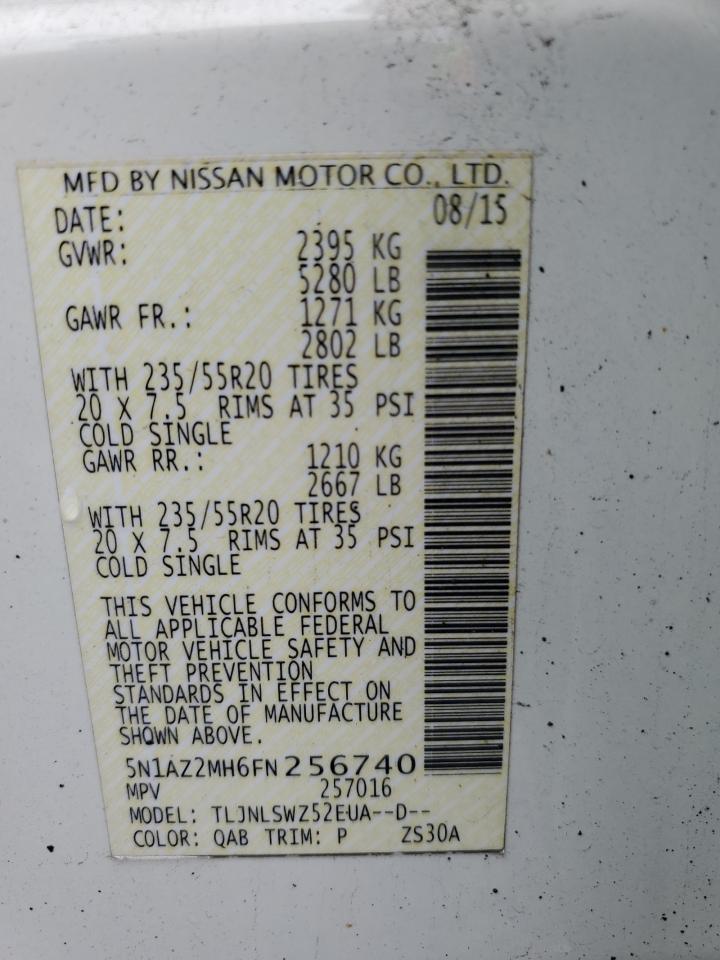 MFD BY NISSAN MOTOR CO., LTD.
DATE: 08/15
GVWR: 2395 KG
5280 LB
GAWR FR.: 1271 KG
2802 LB
WITH 235/55R20 TIRES
20 X 7.5 RIMS AT 35 PSI
COLD SINGLE
GAWR RR.: 1210 KG
2667 LB
WITH 235/55R20 TIRES
20 X 7.5 RIMS AT 35 PSI
COLD SINGLE
THIS VEHICLE CONFORMS TO
ALL APPLICABLE FEDERAL
MOTOR VEHICLE SAFETY AND
THEFT PREVENTION
STANDARDS IN EFFECT ON
THE DATE OF MANUFACTURE
SHOWN ABOVE.
5N1AZ2MH6FN256740
MPV 257016
MODEL: TLJNLSWZ52EUA--D--
COLOR: QAB TRIM: P ZS30A